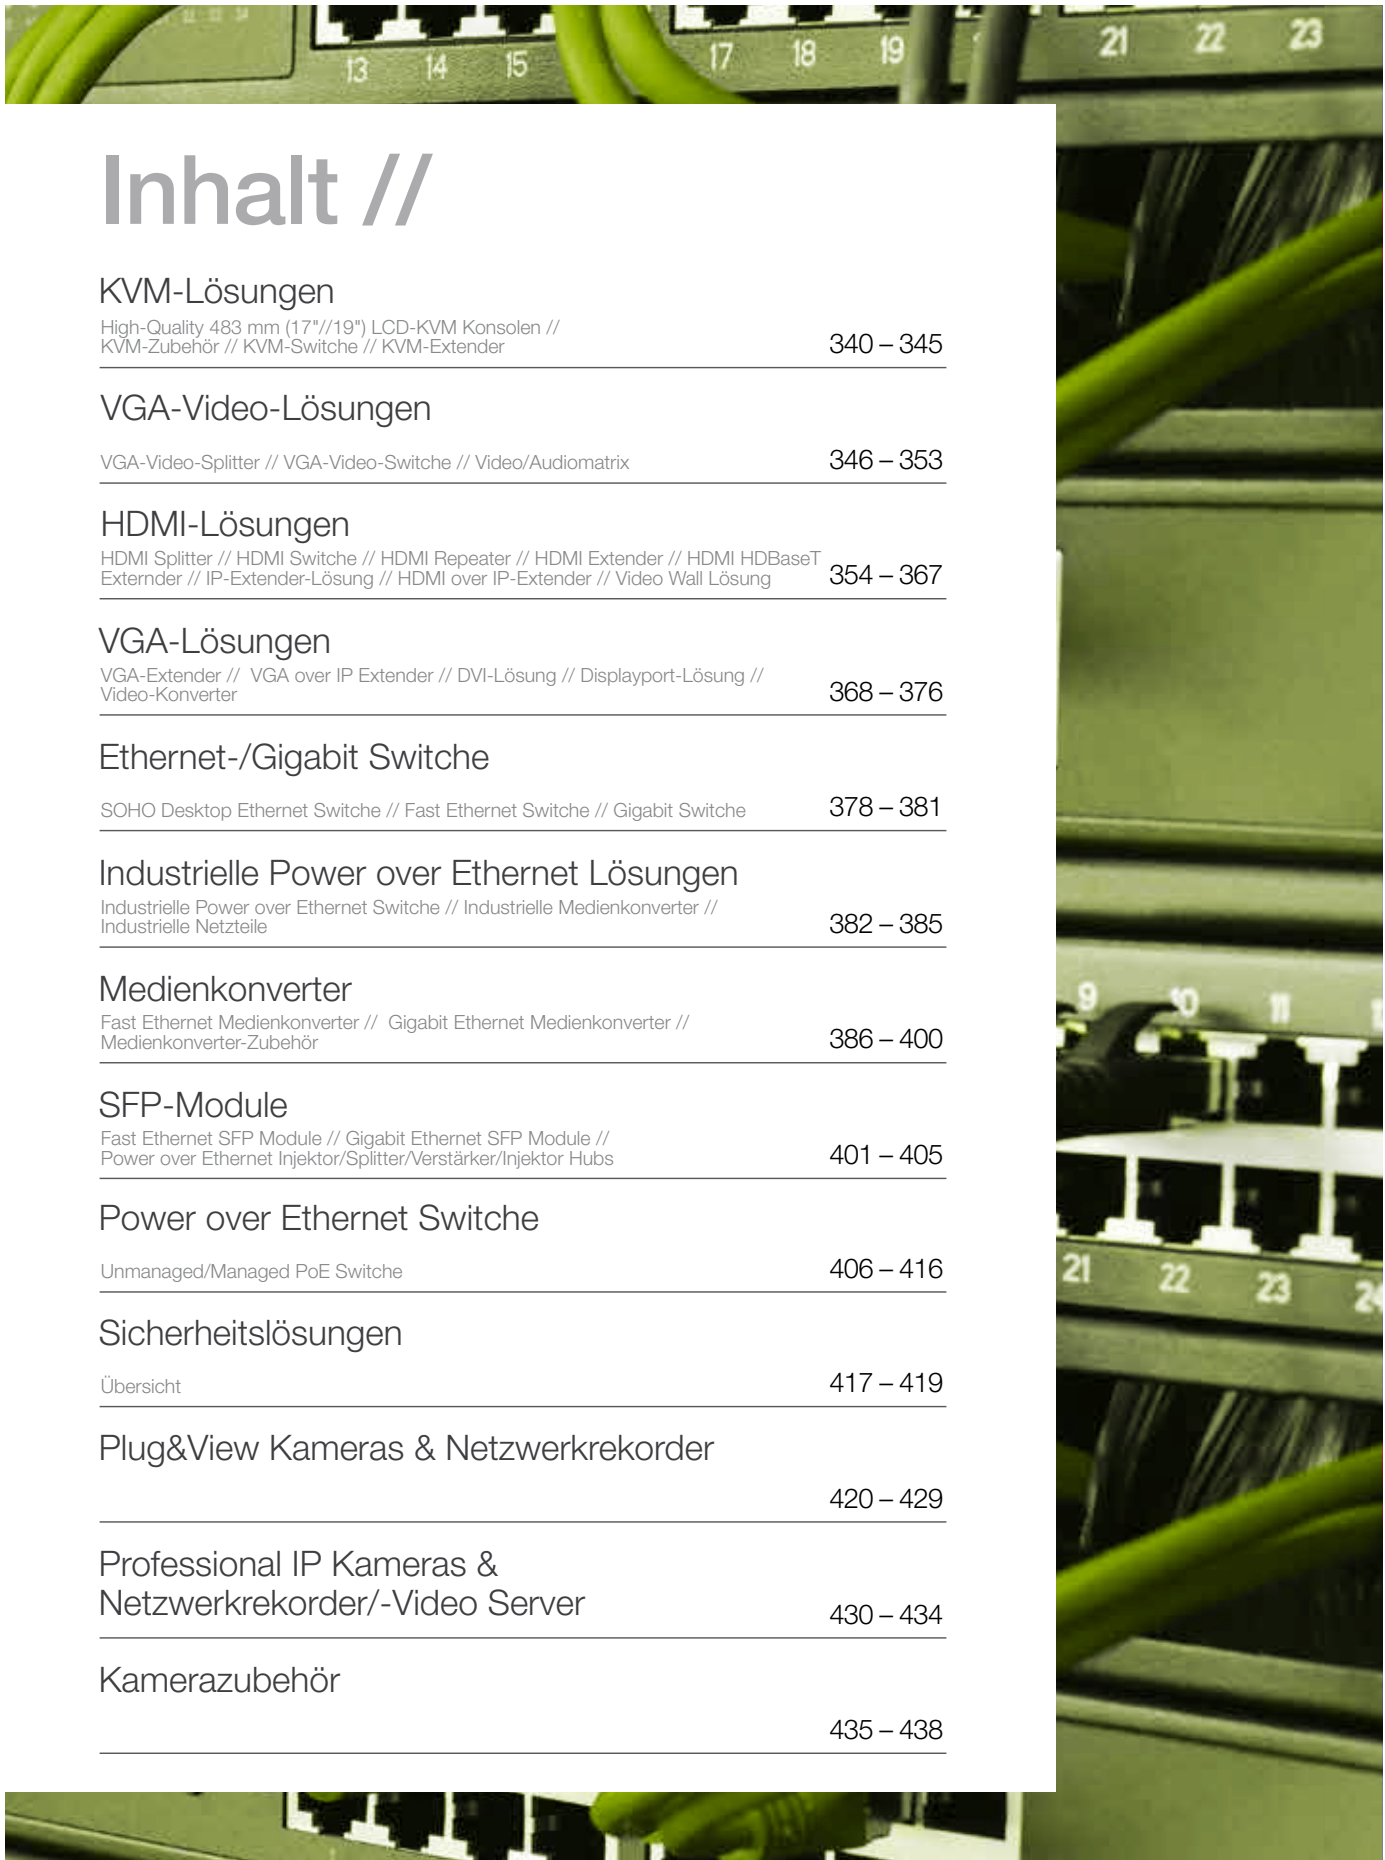 13 14 15 17 18 19 21 22 23
Inhalt //
KVM-Lösungen
High-Quality 483 mm (17"//19") LCD-KVM Konsolen //
KVM-Zubehör // KVM-Switche // KVM-Extender
340 – 345
VGA-Video-Lösungen
VGA-Video-Splitter // VGA-Video-Switche // Video/Audiomatrix
346 – 353
HDMI-Lösungen
HDMI Splitter // HDMI Switche // HDMI Repeater // HDMI Extender // HDMI HDBaseT
Externder // IP-Extender-Lösung // HDMI over IP-Extender // Video Wall Lösung
354 – 367
VGA-Lösungen
VGA-Extender // VGA over IP Extender // DVI-Lösung // Displayport-Lösung //
Video-Konverter
368 – 376
Ethernet-/Gigabit Switche
SOHO Desktop Ethernet Switche // Fast Ethernet Switche // Gigabit Switche
378 – 381
Industrielle Power over Ethernet Lösungen
Industrielle Power over Ethernet Switche // Industrielle Medienkonverter //
Industrielle Netzteile
382 – 385
Medienkonverter
Fast Ethernet Medienkonverter // Gigabit Ethernet Medienkonverter //
Medienkonverter-Zubehör
386 – 400
SFP-Module
Fast Ethernet SFP Module // Gigabit Ethernet SFP Module //
Power over Ethernet Injektor/Splitter/Verstärker/Injektor Hubs
401 – 405
Power over Ethernet Switche
Unmanaged/Managed PoE Switche
406 – 416
Sicherheitslösungen
Übersicht
417 – 419
Plug&View Kameras & Netzwerkrekorder
420 – 429
Professional IP Kameras &
Netzwerkrekorder/-Video Server
430 – 434
Kamerazubehör
435 – 438
9 10 11
21 22 23 24